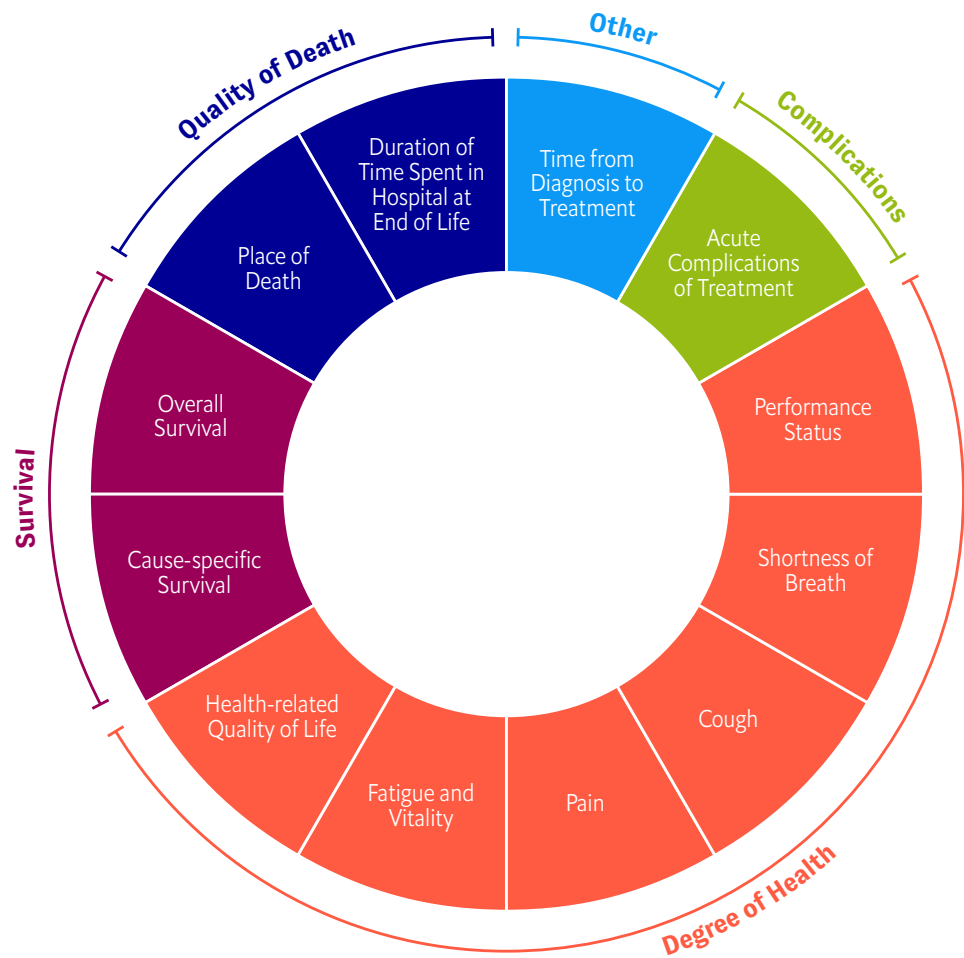 Other
Time from
Diagnosis to
Treatment
Complications
Acute
Complications
of Treatment
Degree of Health
Performance
Status
Shortness of
Breath
Cough
Pain
Fatigue and
Vitality
Health-related
Quality of Life
Survival
Cause-specific
Survival
Overall
Survival
Quality of Death
Place of
Death
Duration of
Time Spent in
Hospital at
End of Life